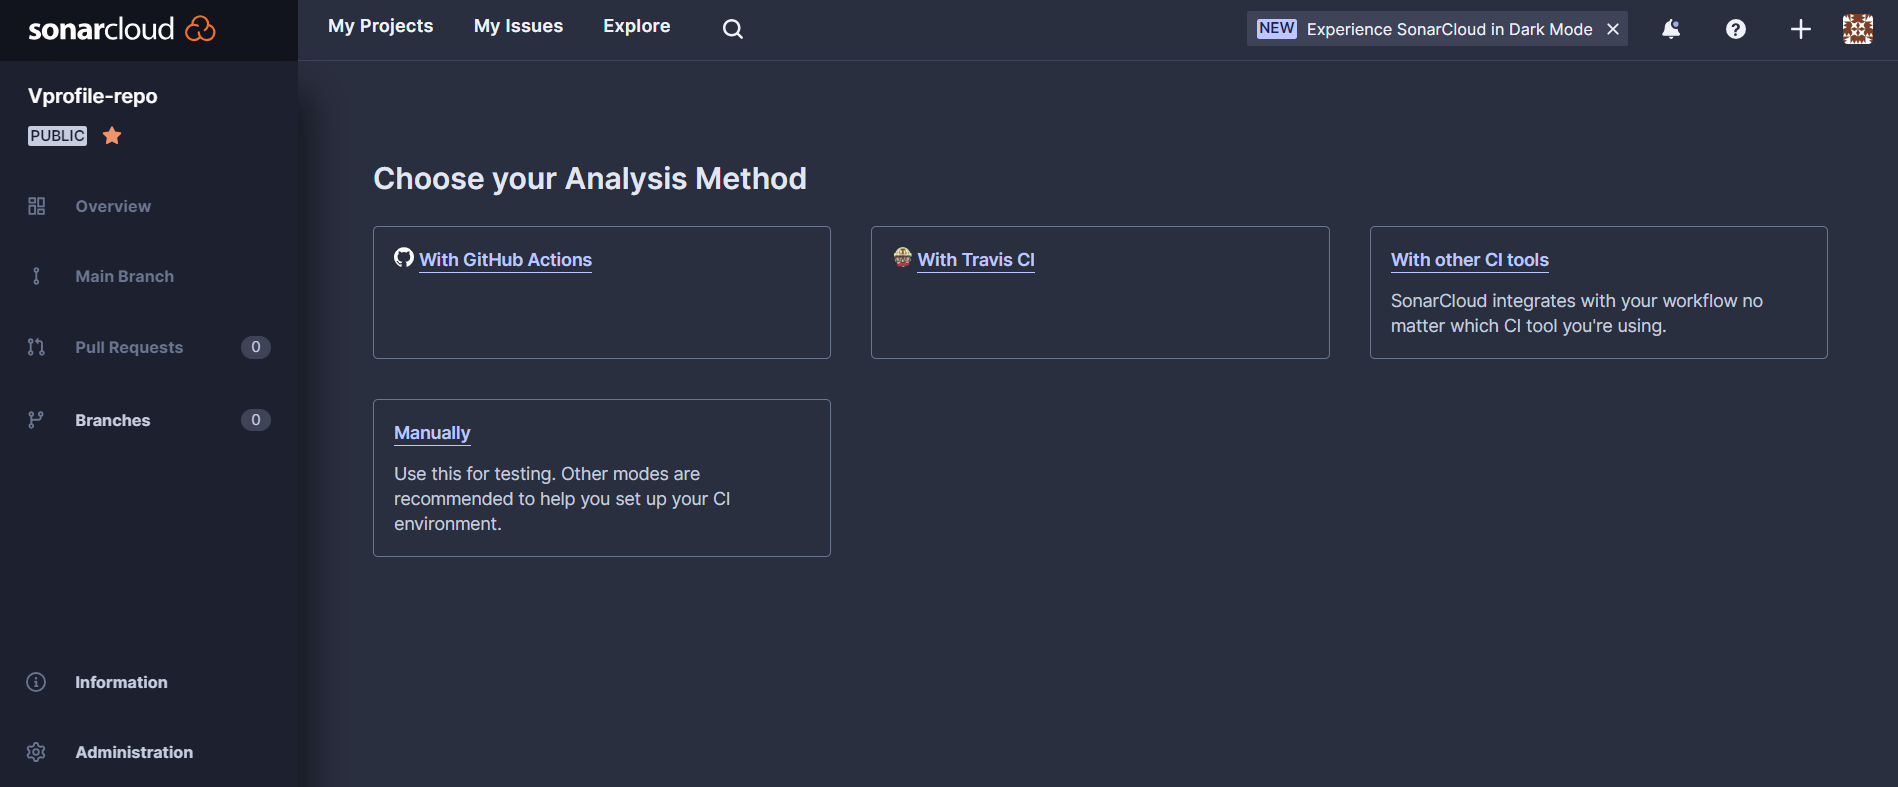 sonarcloud
My Projects
My Issues
Explore
NEW Experience SonarCloud in Dark Mode
Vprofile-repo
PUBLIC
Overview
Main Branch
Pull Requests 0
Branches 0
Information
Administration
Choose your Analysis Method
With GitHub Actions
With Travis CI
With other CI tools
SonarCloud integrates with your workflow no
matter which CI tool you're using.
Manually
Use this for testing. Other modes are
recommended to help you set up your CI
environment.